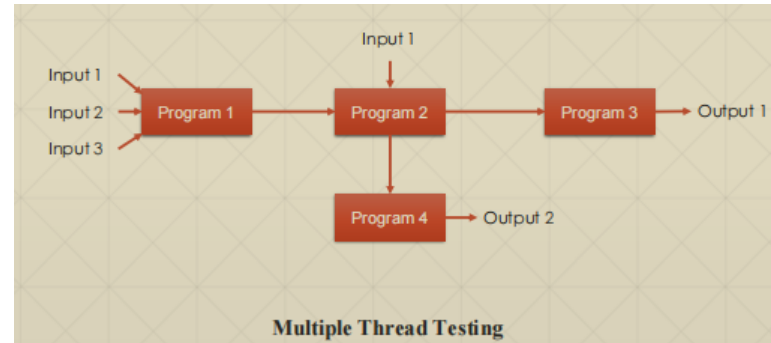 Input 1
Input 1
Input 2
Input 3
Program 1
Program 2
Program 3
Output 1
Program 4
Output 2
Multiple Thread Testing